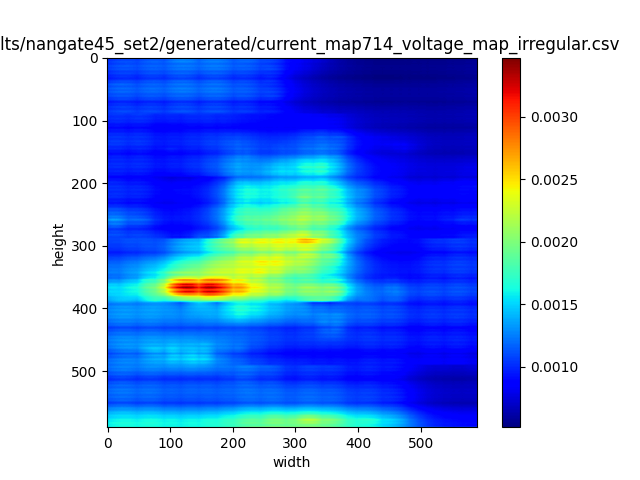 lts/nangate45_set2/generated/current_map714_voltage_map_irregular.csv
0
100
200
300
400
500
height
0 100 200 300 400 500
width
0.0030
0.0025
0.0020
0.0015
0.0010